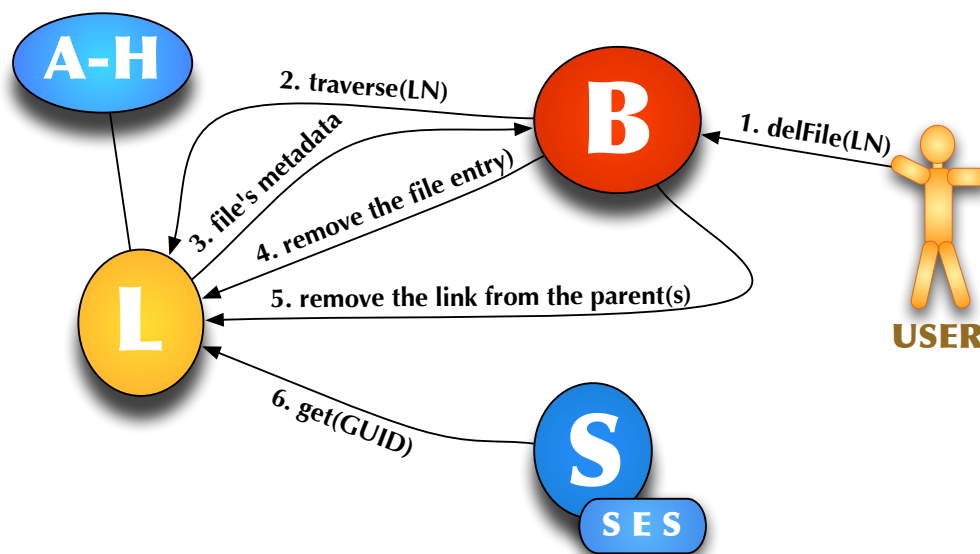 A-H
B
2. traverse(LN)
1. delFile(LN)
3. file's metadata
4. remove the file entry)
L
5. remove the link from the parent(s)
USER
6. get(GUID)
S
S E S